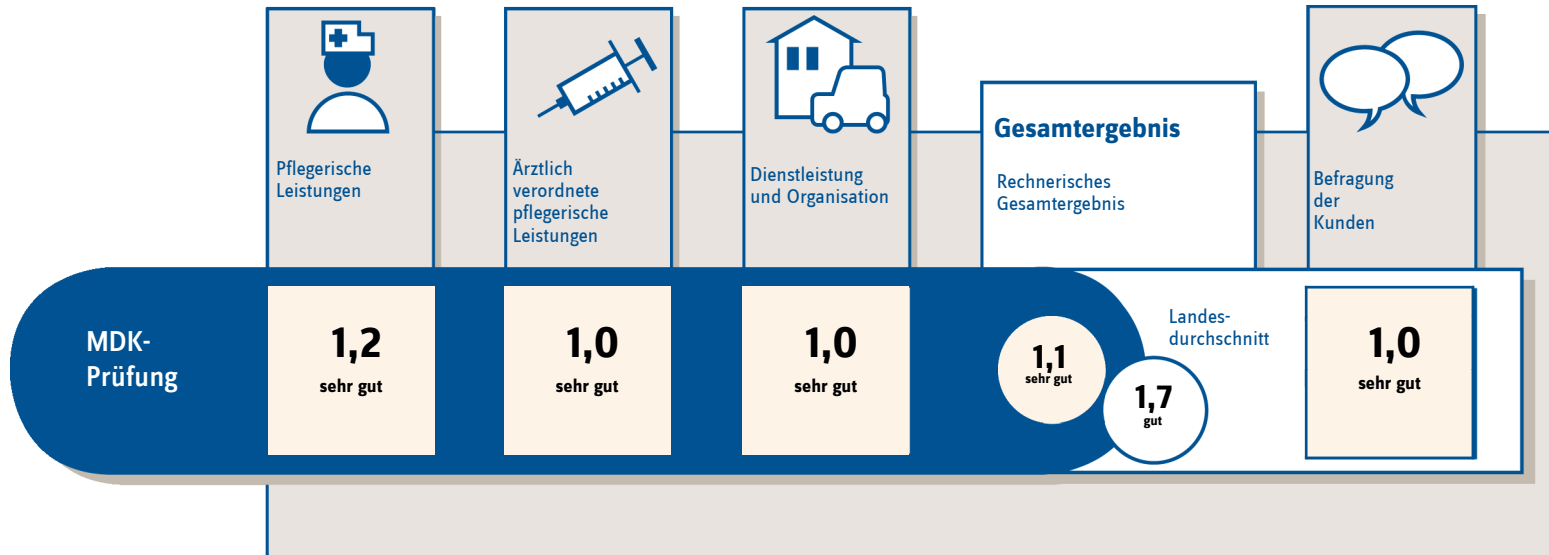 Pflegerische
Leistungen
Ärztlich
verordnete
pflegerische
Leistungen
Dienstleistung
und Organisation
Gesamtergebnis
Rechnerisches
Gesamtergebnis
Befragung
der
Kunden
MDK-
Prüfung
1,2
sehr gut
1,0
sehr gut
1,0
sehr gut
1,1
sehr gut
Landes-
durchschnitt
1,7
gut
1,0
sehr gut